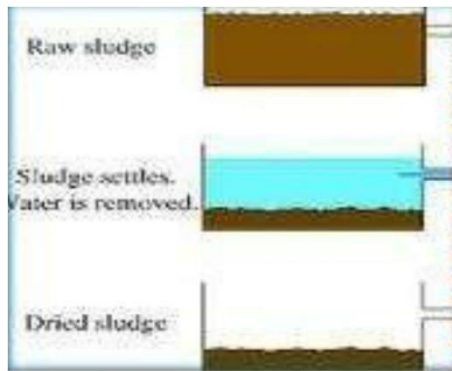 Raw sludge
Sludge settles.
Water is removed.
Dried sludge